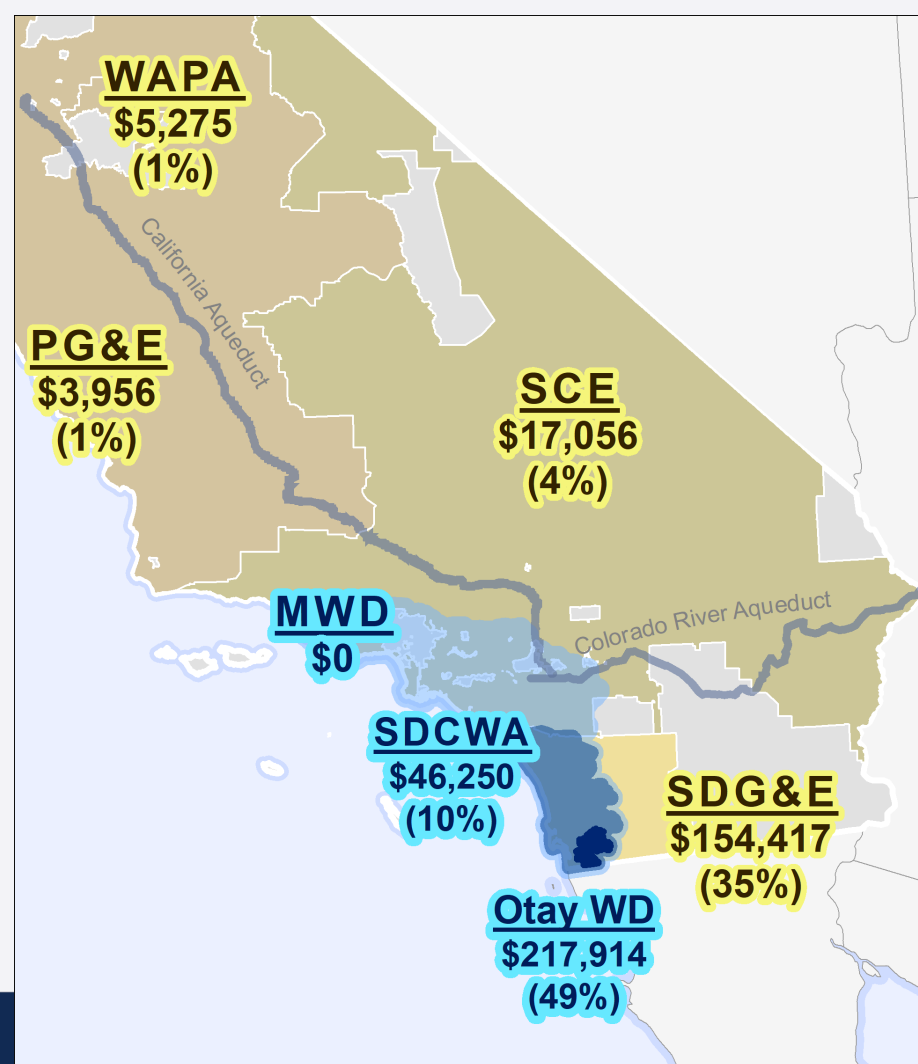 WAPA
$5,275
(1%)
California Aqueduct
PG&E
$3,956
(1%)
SCE
$17,056
(4%)
MWD
$0
Colorado River Aqueduct
SDCWA
$46,250
(10%)
SDG&E
$154,417
(35%)
Otay WD
$217,914
(49%)